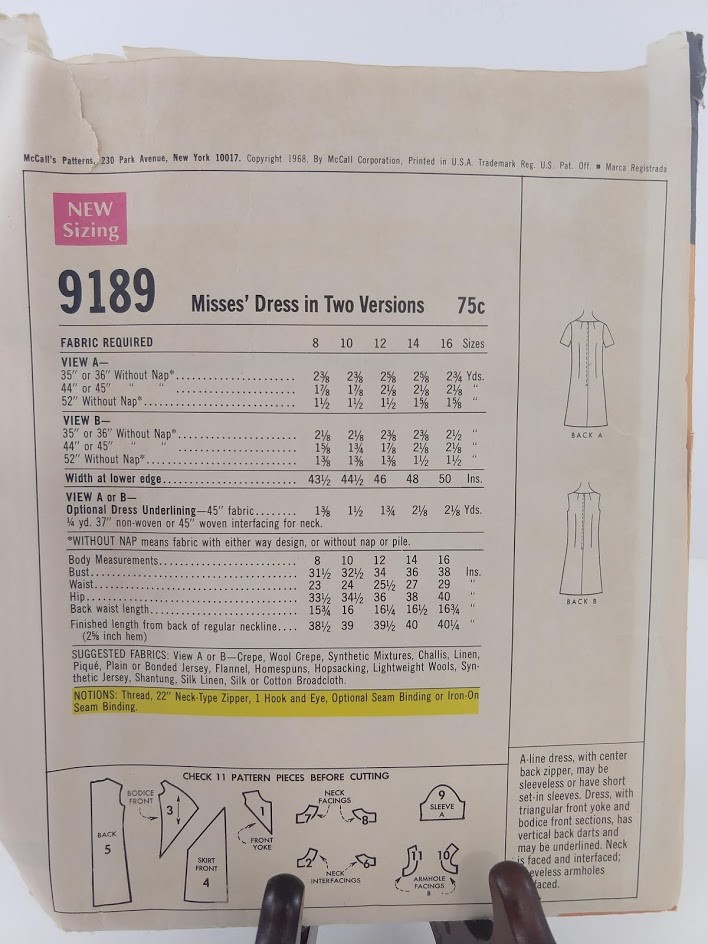 McCall's Patterns, 230 Park Avenue, New York 10017. Copyright 1968, By McCall Corporation, Printed in U.S.A. Trademark Reg. U.S. Pat. Off. ■ Marca Registrada
NEW
Sizing
9189 Misses' Dress in Two Versions 75c
FABRIC REQUIRED 8 10 12 14 16 Sizes
VIEW A—
35" or 36" Without Nap*.......................... 2⅜ 2⅜ 2⅝ 2⅝ 2¾ Yds.
44" or 45" " " .......................... 1⅞ 1⅞ 2⅛ 2⅛ 2⅛ "
52" Without Nap*................................. 1½ 1½ 1½ 1⅝ 1⅝ "
VIEW B—
35" or 36" Without Nap*.......................... 2⅛ 2⅛ 2⅜ 2⅜ 2½ "
44" or 45" " " .......................... 1⅝ 1¾ 1⅞ 2⅛ 2⅛ "
52" Without Nap*................................. 1⅜ 1⅜ 1⅜ 1½ 1½ "
Width at lower edge.............................. 43½ 44½ 46 48 50 Ins.
VIEW A or B—
Optional Dress Underlining—45" fabric....... 1⅜ 1½ 1¾ 2⅛ 2⅛ Yds.
¼ yd. 37" non-woven or 45" woven interfacing for neck.
*WITHOUT NAP means fabric with either way design, or without nap or pile.
Body Measurements............................ 8 10 12 14 16
Bust............................................. 31½ 32½ 34 36 38 Ins.
Waist............................................ 23 24 25½ 27 29 "
Hip.............................................. 33½ 34½ 36 38 40 "
Back waist length................................ 15¾ 16 16¼ 16½ 16¾ "
Finished length from back of regular neckline.... 38½ 39 39½ 40 40¼ "
(2⅝ inch hem)
SUGGESTED FABRICS: View A or B—Crepe, Wool Crepe, Synthetic Mixtures, Challis, Linen,
Piqué, Plain or Bonded Jersey, Flannel, Homespuns, Hopsacking, Lightweight Wools, Syn-
thetic Jersey, Shantung, Silk Linen, Silk or Cotton Broadcloth.
NOTIONS: Thread, 22" Neck-Type Zipper, 1 Hook and Eye, Optional Seam Binding or Iron-On
Seam Binding.
BACK A
BACK B
CHECK 11 PATTERN PIECES BEFORE CUTTING
BACK
5
BODICE
FRONT
3
SKIRT
FRONT
4
1
FRONT
YOKE
NECK
FACINGS
7
8
2
6
NECK
INTERFACINGS
9
SLEEVE
A
11
10
ARMHOLE
FACINGS
B
A-line dress, with center
back zipper, may be
sleeveless or have short
set-in sleeves. Dress, with
triangular front yoke and
bodice front sections, has
vertical back darts and
may be underlined. Neck
is faced and interfaced;
eveless armholes
faced.